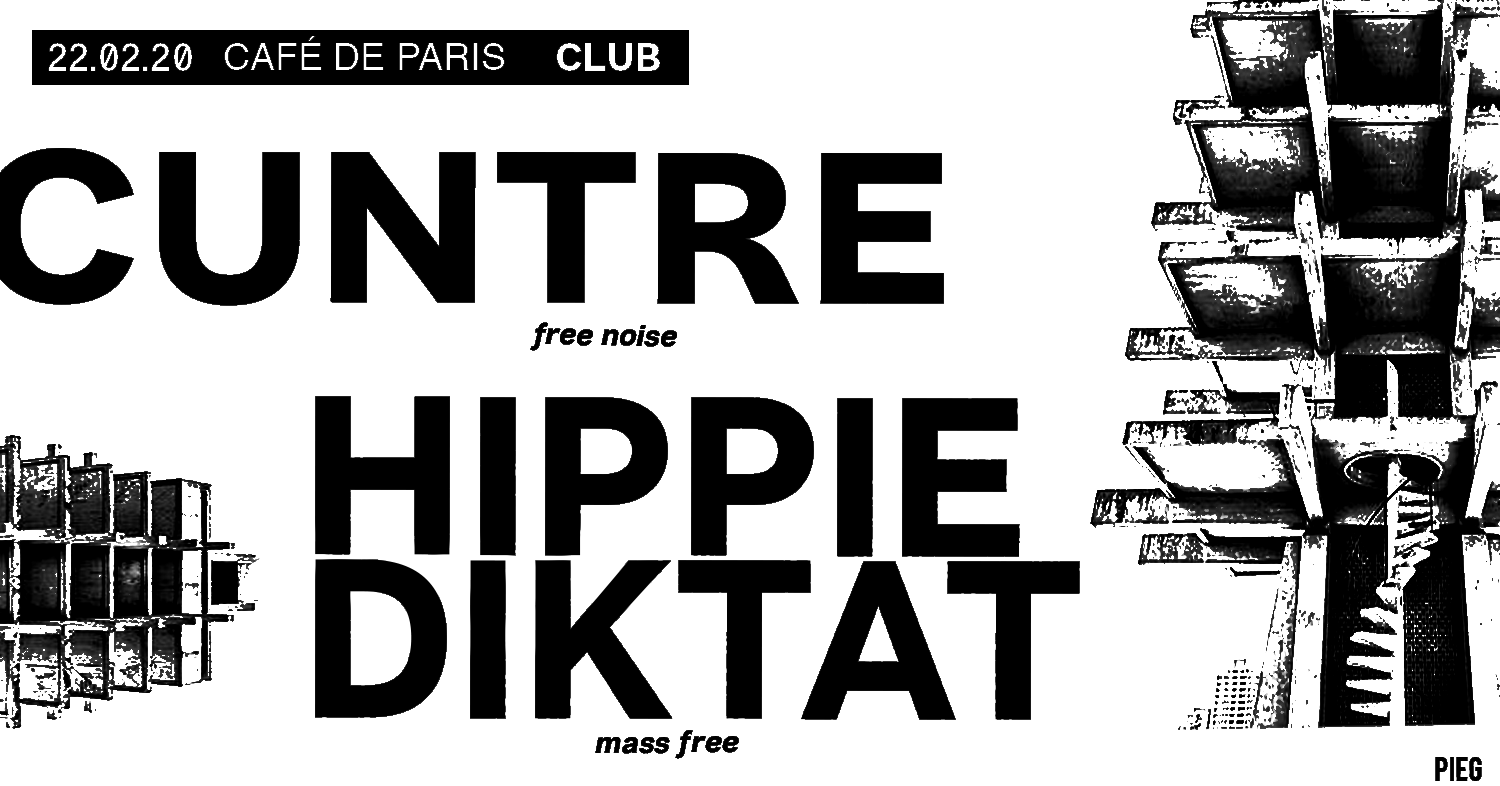 22.02.20 CAFÉ DE PARIS CLUB
CUNTRE
free noise
HIPPIE
DIKTAT
mass free
PIEG